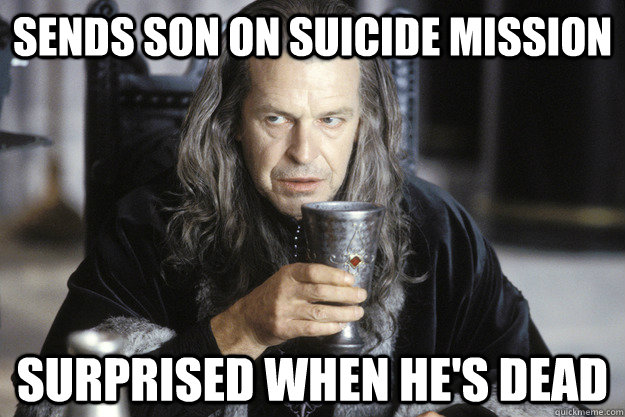 SENDS SON ON SUICIDE MISSION
SURPRISED WHEN HE'S DEAD
quickmeme.com